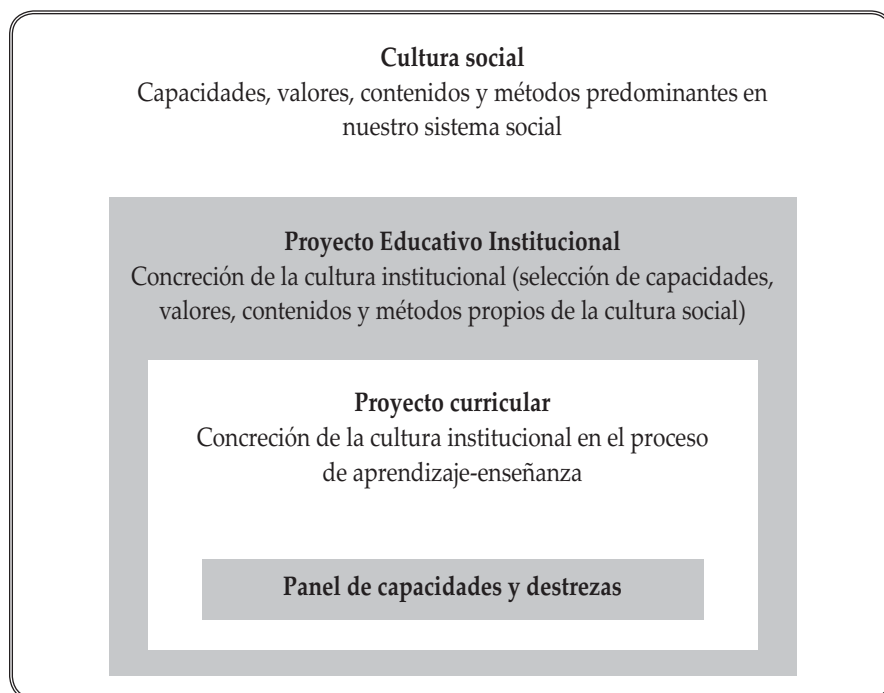 Cultura social
Capacidades, valores, contenidos y métodos predominantes en
nuestro sistema social
Proyecto Educativo Institucional
Concreción de la cultura institucional (selección de capacidades,
valores, contenidos y métodos propios de la cultura social)
Proyecto curricular
Concreción de la cultura institucional en el proceso
de aprendizaje-enseñanza
Panel de capacidades y destrezas